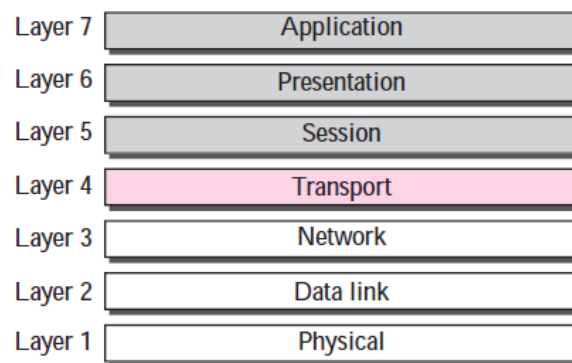 Layer 7 Application
Layer 6 Presentation
Layer 5 Session
Layer 4 Transport
Layer 3 Network
Layer 2 Data link
Layer 1 Physical